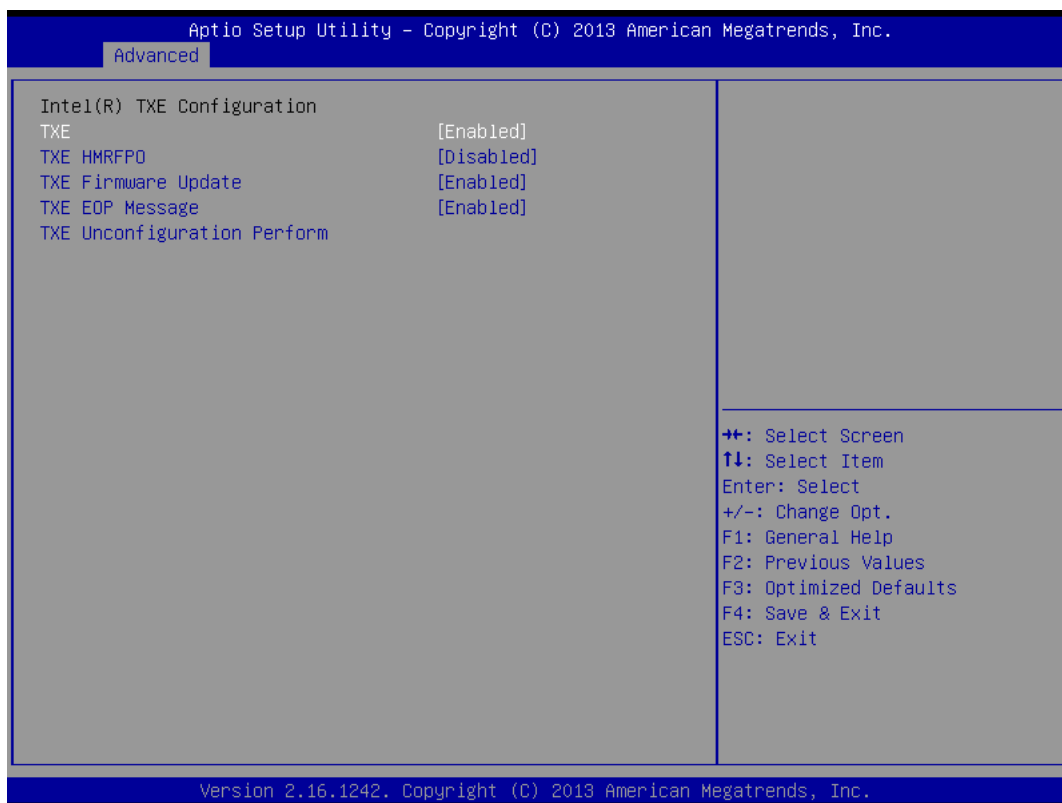 Aptio Setup Utility – Copyright (C) 2013 American Megatrends, Inc.
Advanced
Intel(R) TXE Configuration
TXE [Enabled]
TXE HMRFPO [Disabled]
TXE Firmware Update [Enabled]
TXE EOP Message [Enabled]
TXE Unconfiguration Perform
→←: Select Screen
↑↓: Select Item
Enter: Select
+/-: Change Opt.
F1: General Help
F2: Previous Values
F3: Optimized Defaults
F4: Save & Exit
ESC: Exit
Version 2.16.1242. Copyright (C) 2013 American Megatrends, Inc.